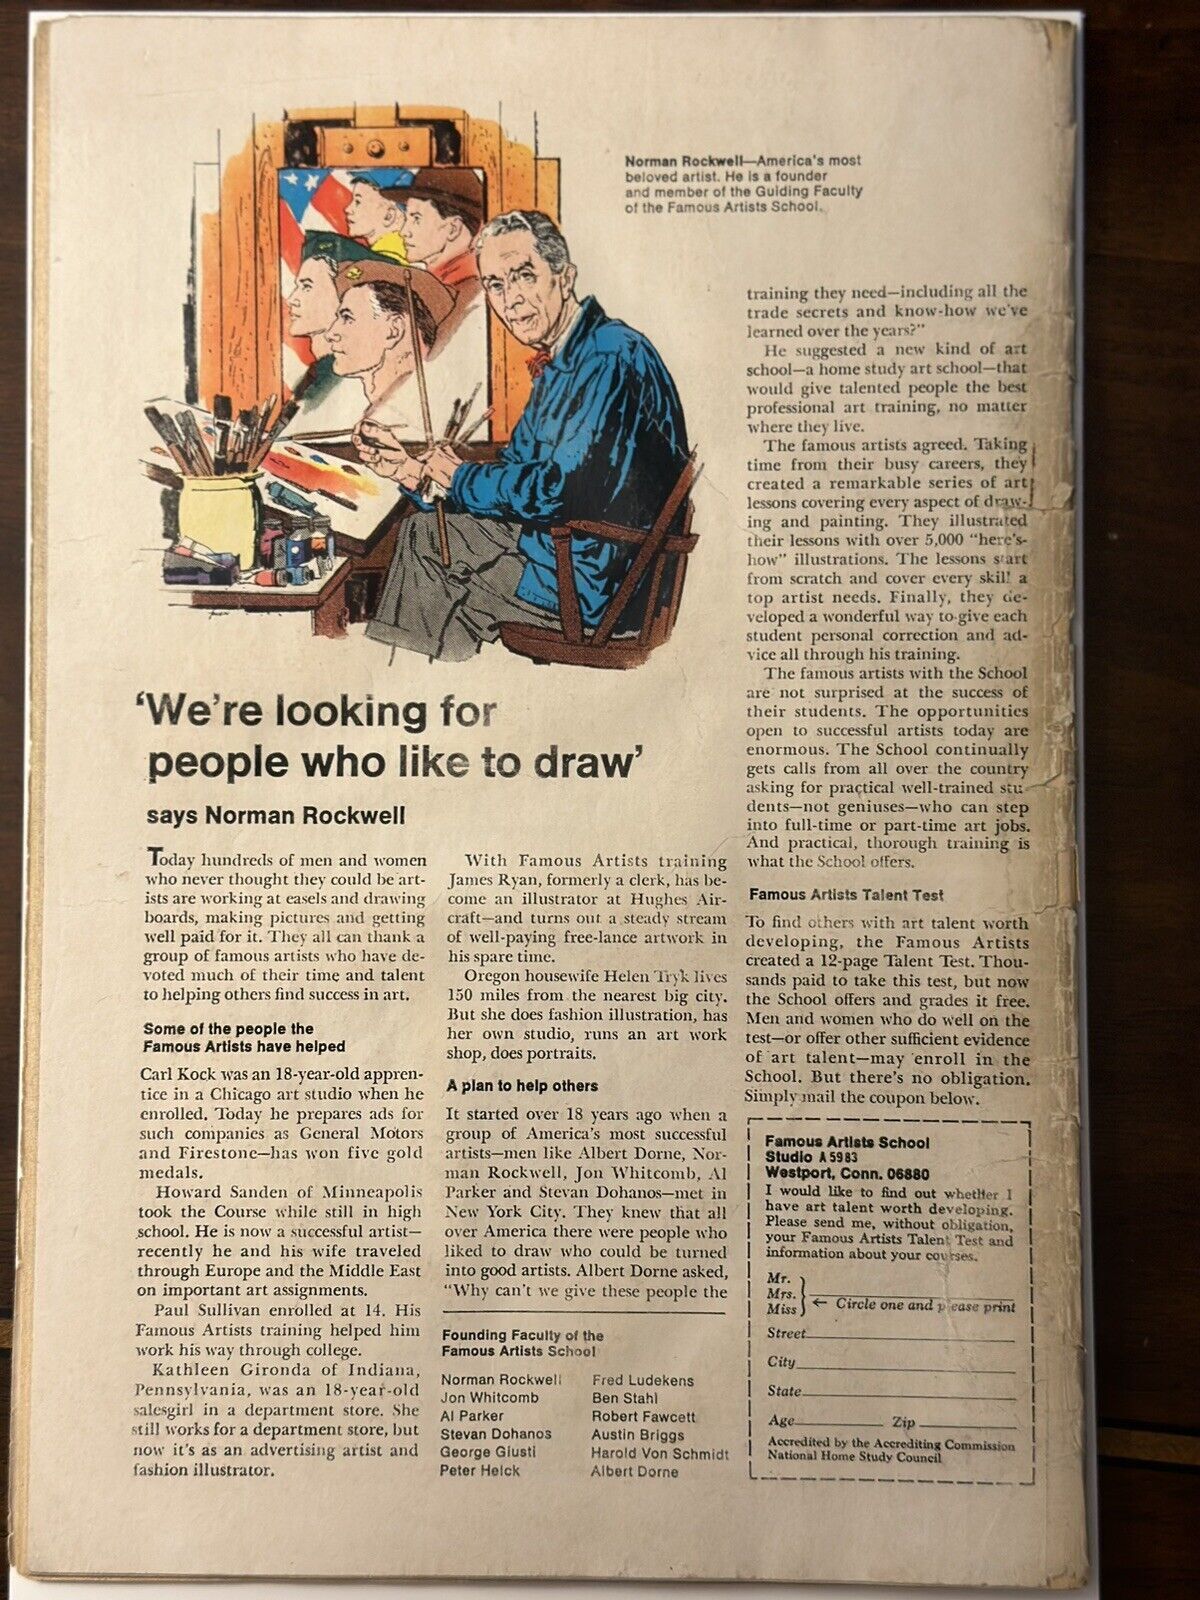 Norman Rockwell—America's most
beloved artist. He is a founder
and member of the Guiding Faculty
of the Famous Artists School.
'We're looking for
people who like to draw'
says Norman Rockwell
Today hundreds of men and women
who never thought they could be art-
ists are working at easels and drawing
boards, making pictures and getting
well paid for it. They all can thank a
group of famous artists who have de-
voted much of their time and talent
to helping others find success in art.
Some of the people the
Famous Artists have helped
Carl Kock was an 18-year-old appren-
tice in a Chicago art studio when he
enrolled. Today he prepares ads for
such companies as General Motors
and Firestone—has won five gold
medals.
Howard Sanden of Minneapolis
took the Course while still in high
school. He is now a successful artist—
recently he and his wife traveled
through Europe and the Middle East
on important art assignments.
Paul Sullivan enrolled at 14. His
Famous Artists training helped him
work his way through college.
Kathleen Gironda of Indiana,
Pennsylvania, was an 18-year-old
salesgirl in a department store. She
still works for a department store, but
now it's as an advertising artist and
fashion illustrator.
With Famous Artists training
James Ryan, formerly a clerk, has be-
come an illustrator at Hughes Air-
craft—and turns out a steady stream
of well-paying free-lance artwork in
his spare time.
Oregon housewife Helen Tryk lives
150 miles from the nearest big city.
But she does fashion illustration, has
her own studio, runs an art work
shop, does portraits.
A plan to help others
It started over 18 years ago when a
group of America's most successful
artists—men like Albert Dorne, Nor-
man Rockwell, Jon Whitcomb, Al
Parker and Stevan Dohanos—met in
New York City. They knew that all
over America there were people who
liked to draw who could be turned
into good artists. Albert Dorne asked,
"Why can't we give these people the
training they need—including all the
trade secrets and know-how we've
learned over the years?"
He suggested a new kind of art
school—a home study art school—that
would give talented people the best
professional art training, no matter
where they live.
The famous artists agreed. Taking
time from their busy careers, they
created a remarkable series of art
lessons covering every aspect of draw-
ing and painting. They illustrated
their lessons with over 5,000 "here's-
how" illustrations. The lessons start
from scratch and cover every skill a
top artist needs. Finally, they de-
veloped a wonderful way to give each
student personal correction and ad-
vice all through his training.
The famous artists with the School
are not surprised at the success of
their students. The opportunities
open to successful artists today are
enormous. The School continually
gets calls from all over the country
asking for practical well-trained stu-
dents—not geniuses—who can step
into full-time or part-time art jobs.
And practical, thorough training is
what the School offers.
Famous Artists Talent Test
To find others with art talent worth
developing, the Famous Artists
created a 12-page Talent Test. Thou-
sands paid to take this test, but now
the School offers and grades it free.
Men and women who do well on the
test—or offer other sufficient evidence
of art talent—may enroll in the
School. But there's no obligation.
Simply mail the coupon below.
Founding Faculty of the
Famous Artists School
Norman Rockwell
Jon Whitcomb
Al Parker
Stevan Dohanos
George Giusti
Peter Helck
Fred Ludekens
Ben Stahl
Robert Fawcett
Austin Briggs
Harold Von Schmidt
Albert Dorne
Famous Artists School
Studio A5983
Westport, Conn. 06880
I would like to find out whether I
have art talent worth developing.
Please send me, without obligation,
your Famous Artists Talent Test and
information about your courses.
Mr.
Mrs.
Miss
← Circle one and please print
Street
City
State
Age Zip
Accredited by the Accrediting Commission
National Home Study Council